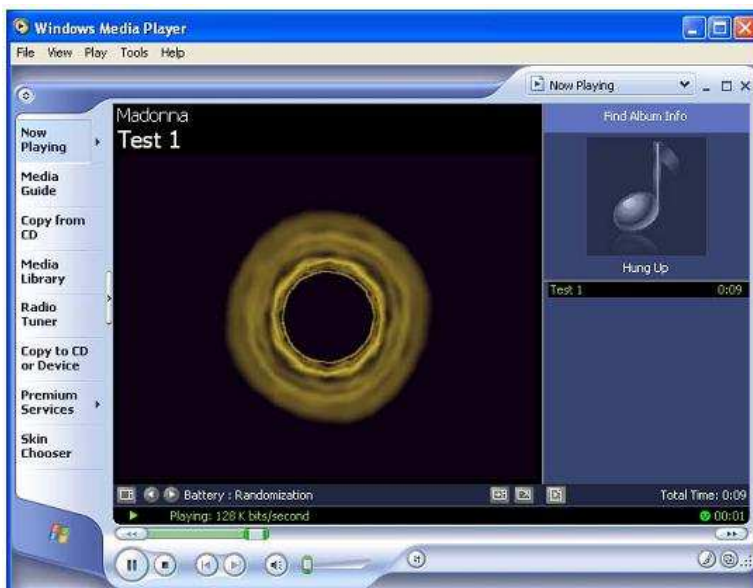 Windows Media Player
File View Play Tools Help
Now Playing
Now
Playing
Media
Guide
Copy from
CD
Media
Library
Radio
Tuner
Copy to CD
or Device
Premium
Services
Skin
Chooser
Madonna
Test 1
Find Album Info
Hung Up
Test 1 0:09
Battery : Randomization
Total Time: 0:09
Playing: 128 K bits/second
00:01